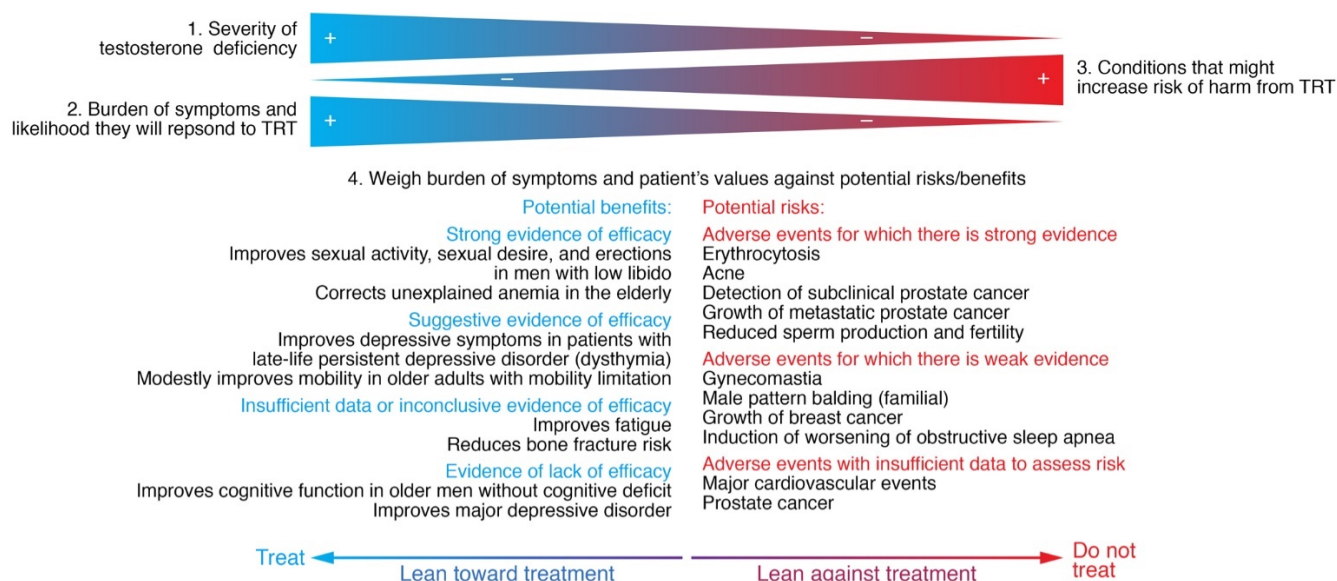 1. Severity of
testosterone deficiency
+
–
–
+
3. Conditions that might
increase risk of harm from TRT
2. Burden of symptoms and
likelihood they will repsond to TRT
+
–
4. Weigh burden of symptoms and patient's values against potential risks/benefits
Potential benefits:
Strong evidence of efficacy
Improves sexual activity, sexual desire, and erections
in men with low libido
Corrects unexplained anemia in the elderly
Suggestive evidence of efficacy
Improves depressive symptoms in patients with
late-life persistent depressive disorder (dysthymia)
Modestly improves mobility in older adults with mobility limitation
Insufficient data or inconclusive evidence of efficacy
Improves fatigue
Reduces bone fracture risk
Evidence of lack of efficacy
Improves cognitive function in older men without cognitive deficit
Improves major depressive disorder
Potential risks:
Adverse events for which there is strong evidence
Erythrocytosis
Acne
Detection of subclinical prostate cancer
Growth of metastatic prostate cancer
Reduced sperm production and fertility
Adverse events for which there is weak evidence
Gynecomastia
Male pattern balding (familial)
Growth of breast cancer
Induction of worsening of obstructive sleep apnea
Adverse events with insufficient data to assess risk
Major cardiovascular events
Prostate cancer
Treat
Lean toward treatment
Lean against treatment
Do not
treat